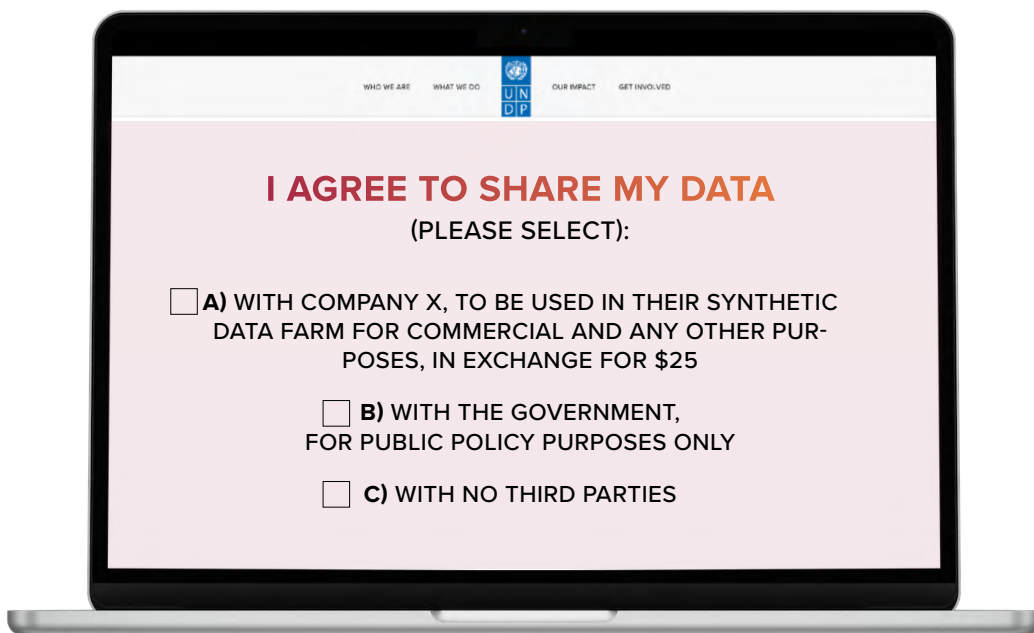 WHO WE ARE WHAT WE DO UN OUR IMPACT GET INVOLVED
DP
I AGREE TO SHARE MY DATA
(PLEASE SELECT):
A) WITH COMPANY X, TO BE USED IN THEIR SYNTHETIC
DATA FARM FOR COMMERCIAL AND ANY OTHER PUR-
POSES, IN EXCHANGE FOR $25
B) WITH THE GOVERNMENT,
FOR PUBLIC POLICY PURPOSES ONLY
C) WITH NO THIRD PARTIES